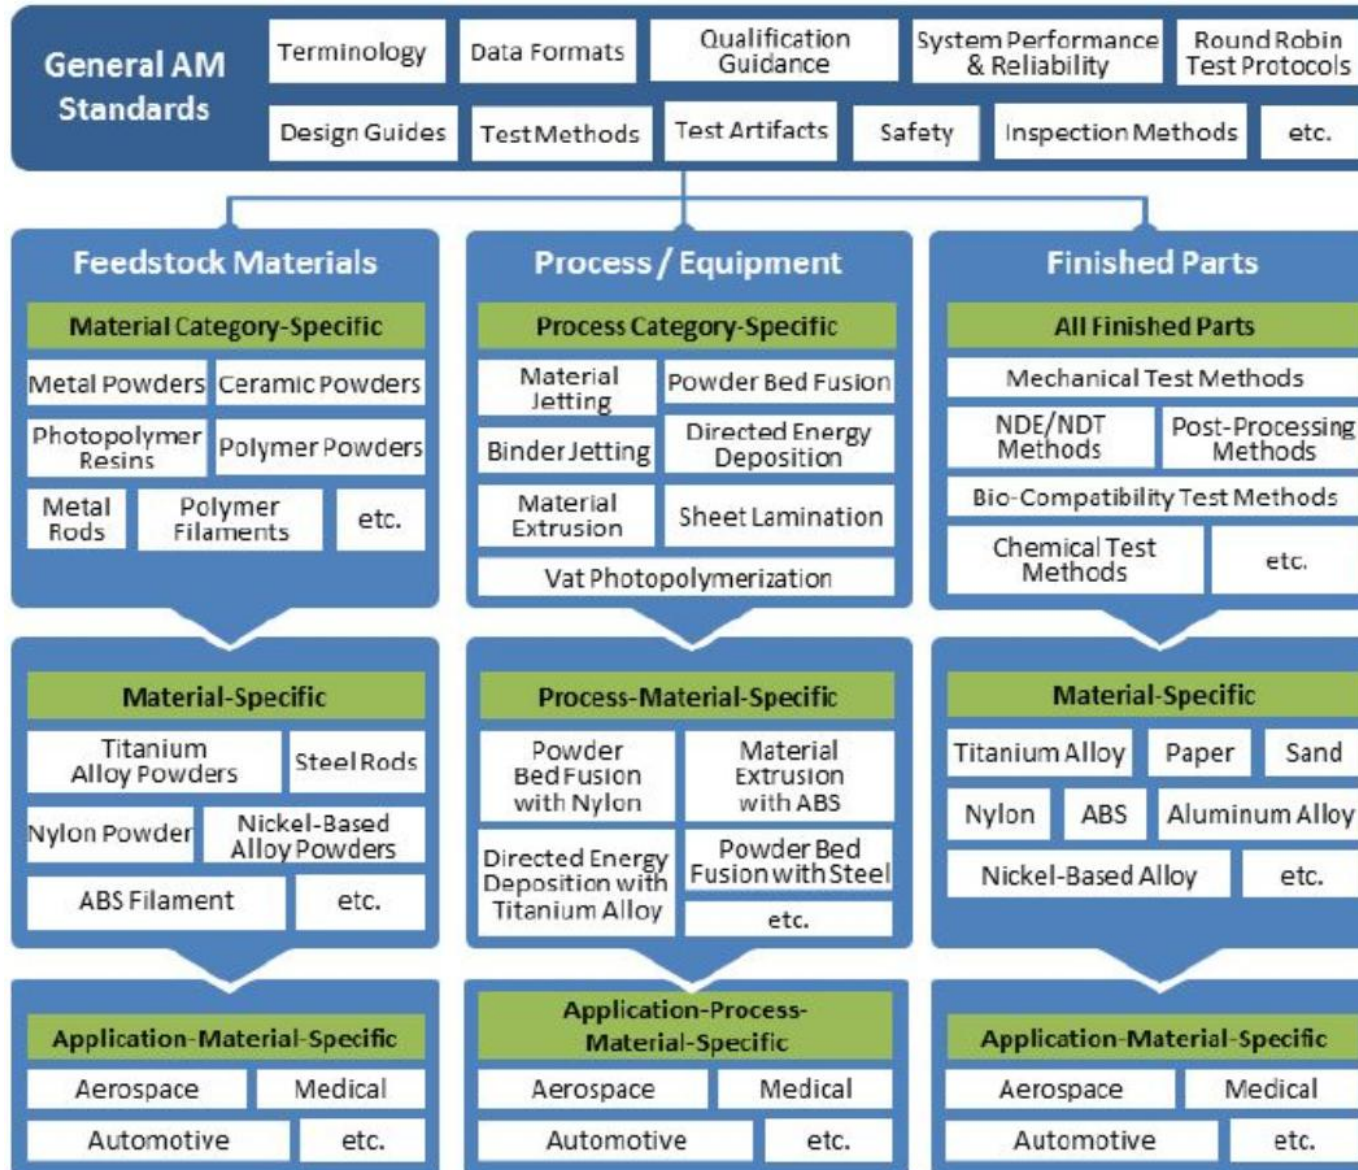 General AM
Standards
Terminology
Data Formats
Qualification
Guidance
System Performance
& Reliability
Round Robin
Test Protocols
Design Guides
Test Methods
Test Artifacts
Safety
Inspection Methods
etc.
Feedstock Materials
Material Category-Specific
Metal Powders
Ceramic Powders
Photopolymer
Resins
Polymer Powders
Metal
Rods
Polymer
Filaments
etc.
Material-Specific
Titanium
Alloy Powders
Steel Rods
Nylon Powder
Nickel-Based
Alloy Powders
ABS Filament
etc.
Application-Material-Specific
Aerospace
Medical
Automotive
etc.
Process / Equipment
Process Category-Specific
Material
Jetting
Powder Bed Fusion
Binder Jetting
Directed Energy
Deposition
Material
Extrusion
Sheet Lamination
Vat Photopolymerization
Process-Material-Specific
Powder
Bed Fusion
with Nylon
Material
Extrusion
with ABS
Directed Energy
Deposition with
Titanium Alloy
Powder Bed
Fusion with Steel
etc.
Application-Process-
Material-Specific
Aerospace
Medical
Automotive
etc.
Finished Parts
All Finished Parts
Mechanical Test Methods
NDE/NDT
Methods
Post-Processing
Methods
Bio-Compatibility Test Methods
Chemical Test
Methods
etc.
Material-Specific
Titanium Alloy
Paper
Sand
Nylon
ABS
Aluminum Alloy
Nickel-Based Alloy
etc.
Application-Material-Specific
Aerospace
Medical
Automotive
etc.